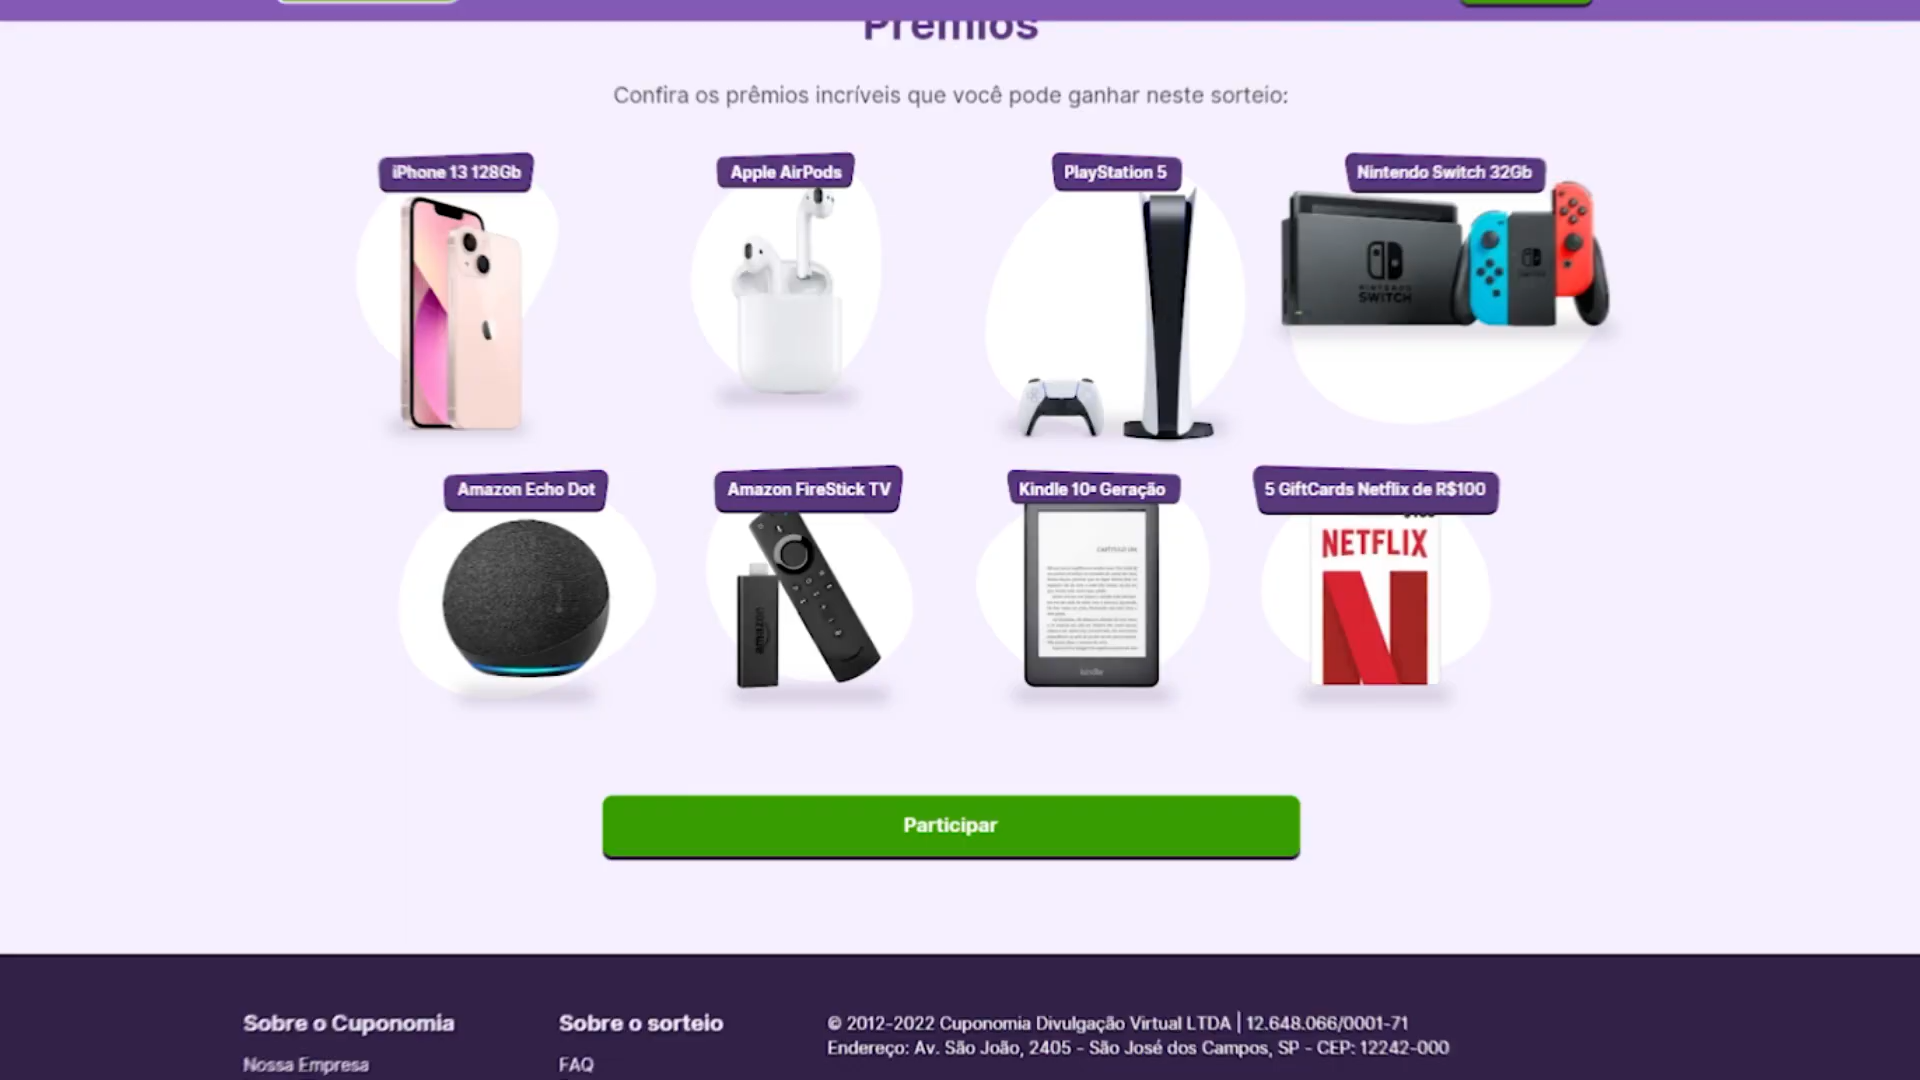 Prêmios
Confira os prêmios incríveis que você pode ganhar neste sorteio:
iPhone 13 128Gb
Apple AirPods
PlayStation 5
Nintendo Switch 32Gb
NINTENDO
SWITCH
Amazon Echo Dot
Amazon FireStick TV
Kindle 10ª Geração
5 GiftCards Netflix de R$100
amazon
kindle
NETFLIX
Participar
Sobre o Cuponomia
Nossa Empresa
Sobre o sorteio
FAQ
© 2012-2022 Cuponomia Divulgação Virtual LTDA | 12.648.066/0001-71
Endereço: Av. São João, 2405 - São José dos Campos, SP - CEP: 12242-000